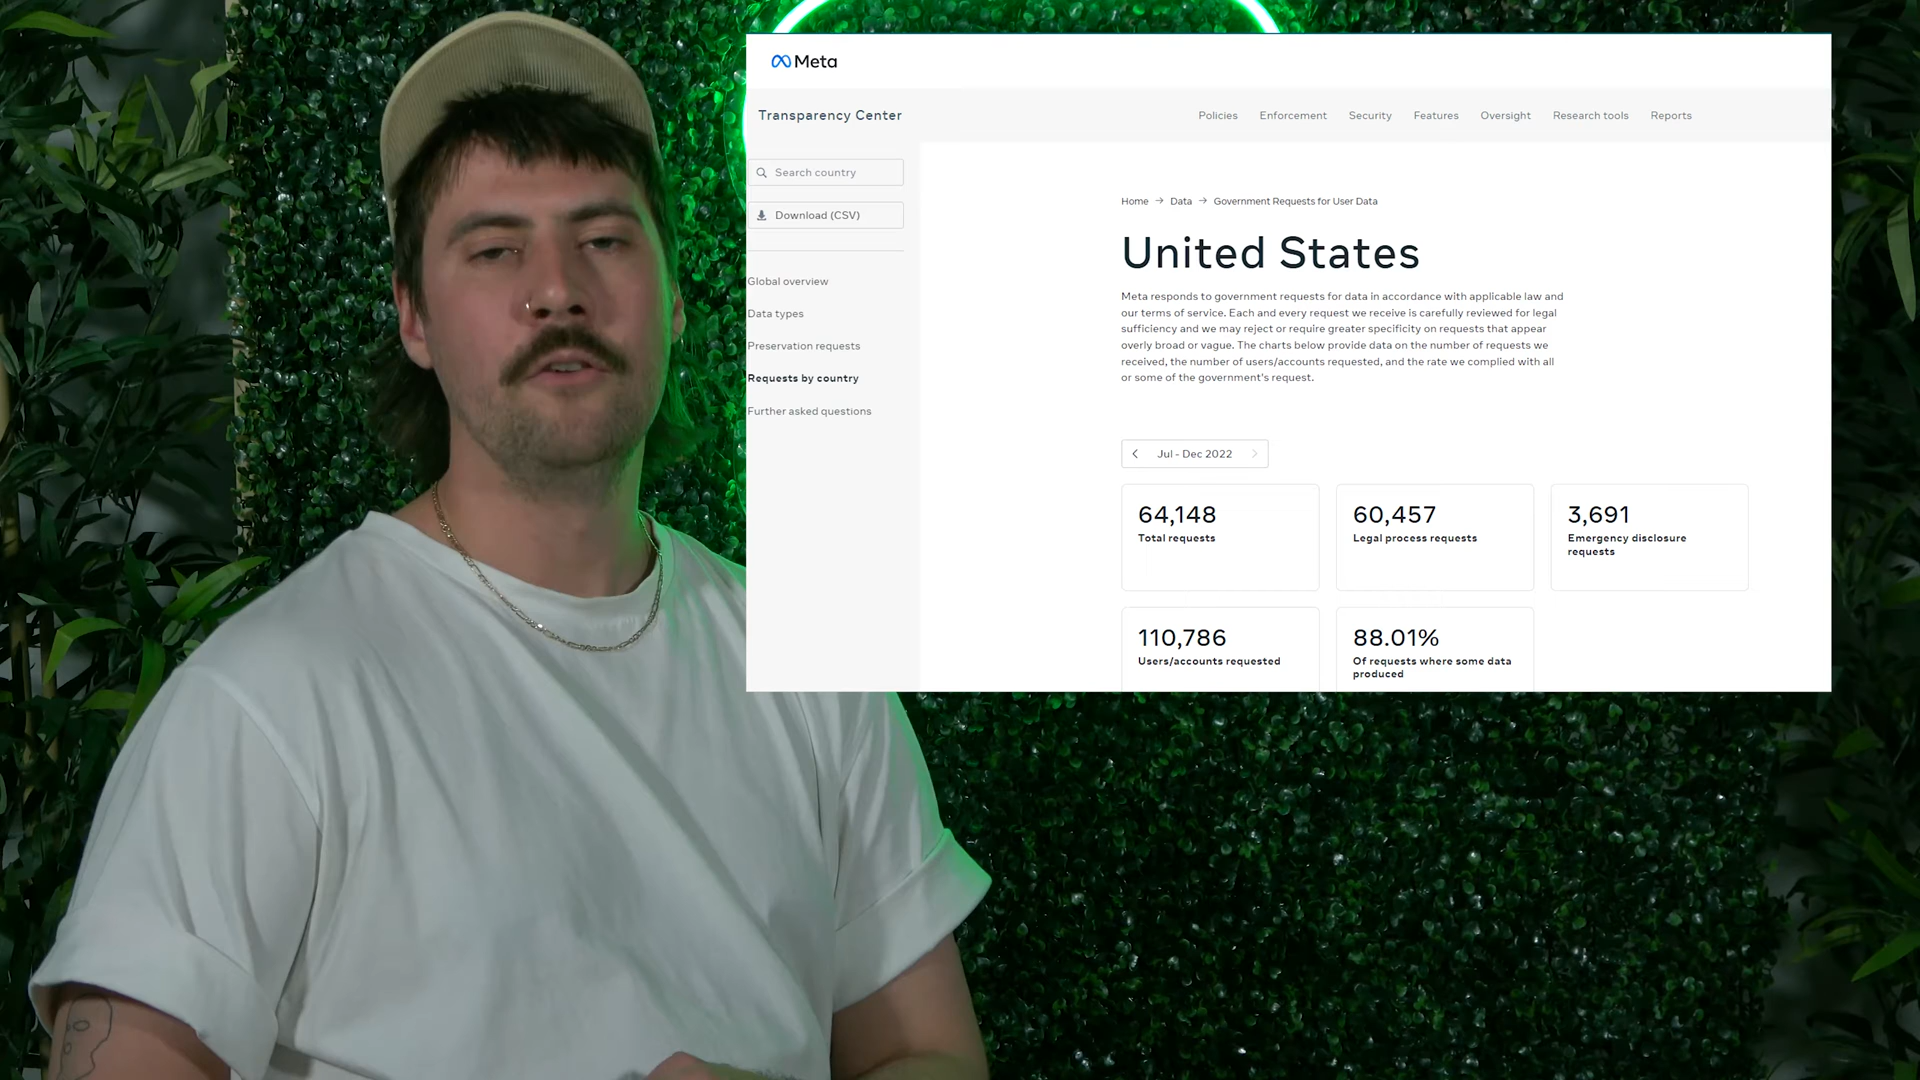 Meta
Transparency Center
Policies
Enforcement
Security
Features
Oversight
Research tools
Reports
Search country
Download (CSV)
Global overview
Data types
Preservation requests
Requests by country
Further asked questions
Home → Data → Government Requests for User Data
United States
Meta responds to government requests for data in accordance with applicable law and
our terms of service. Each and every request we receive is carefully reviewed for legal
sufficiency and we may reject or require greater specificity on requests that appear
overly broad or vague. The charts below provide data on the number of requests we
received, the number of users/accounts requested, and the rate we complied with all
or some of the government's request.
Jul - Dec 2022
64,148
Total requests
60,457
Legal process requests
3,691
Emergency disclosure
requests
110,786
Users/accounts requested
88.01%
Of requests where some data
produced